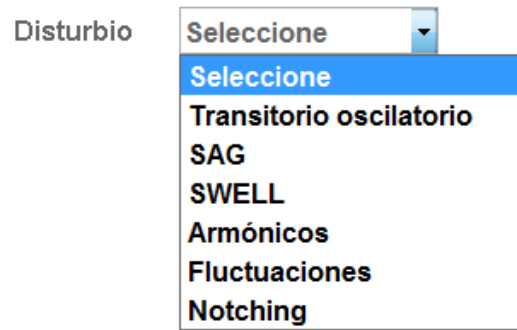 Disturbio Seleccione
Seleccione
Transitorio oscilatorio
SAG
SWELL
Armónicos
Fluctuaciones
Notching